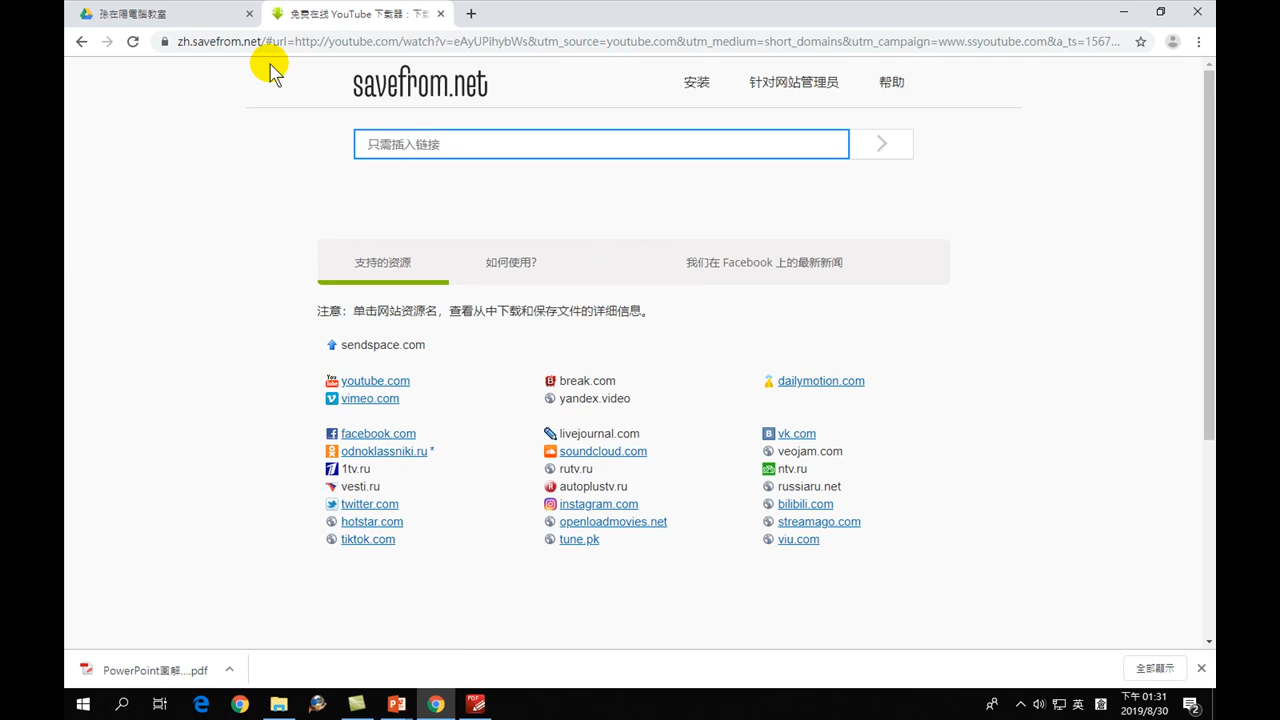 孫在陽電腦教室
免費在线 YouTube 下載器：下載
zh.savefrom.net/#url=http://youtube.com/watch?v=eAyUPihybWs&utm_source=youtube.com&utm_medium=short_domains&utm_campaign=www.ssyoutube.com&a_ts=1567...
savefrom.net
安装
针对网站管理员
帮助
只需插入链接
支持的资源
如何使用？
我们在 Facebook 上的最新新闻
注意：单击网站资源名，查看从中下载和保存文件的详细信息。
sendspace.com
youtube.com
break.com
dailymotion.com
vimeo.com
yandex.video
facebook.com
livejournal.com
vk.com
odnoklassniki.ru *
soundcloud.com
veojam.com
1tv.ru
rutv.ru
ntv.ru
vesti.ru
autoplustv.ru
russiaru.net
twitter.com
instagram.com
bilibili.com
hotstar.com
openloadmovies.net
streamago.com
tiktok.com
tune.pk
viu.com
PowerPoint圖解....pdf
全部顯示
英
下午 01:31
2019/8/30
2